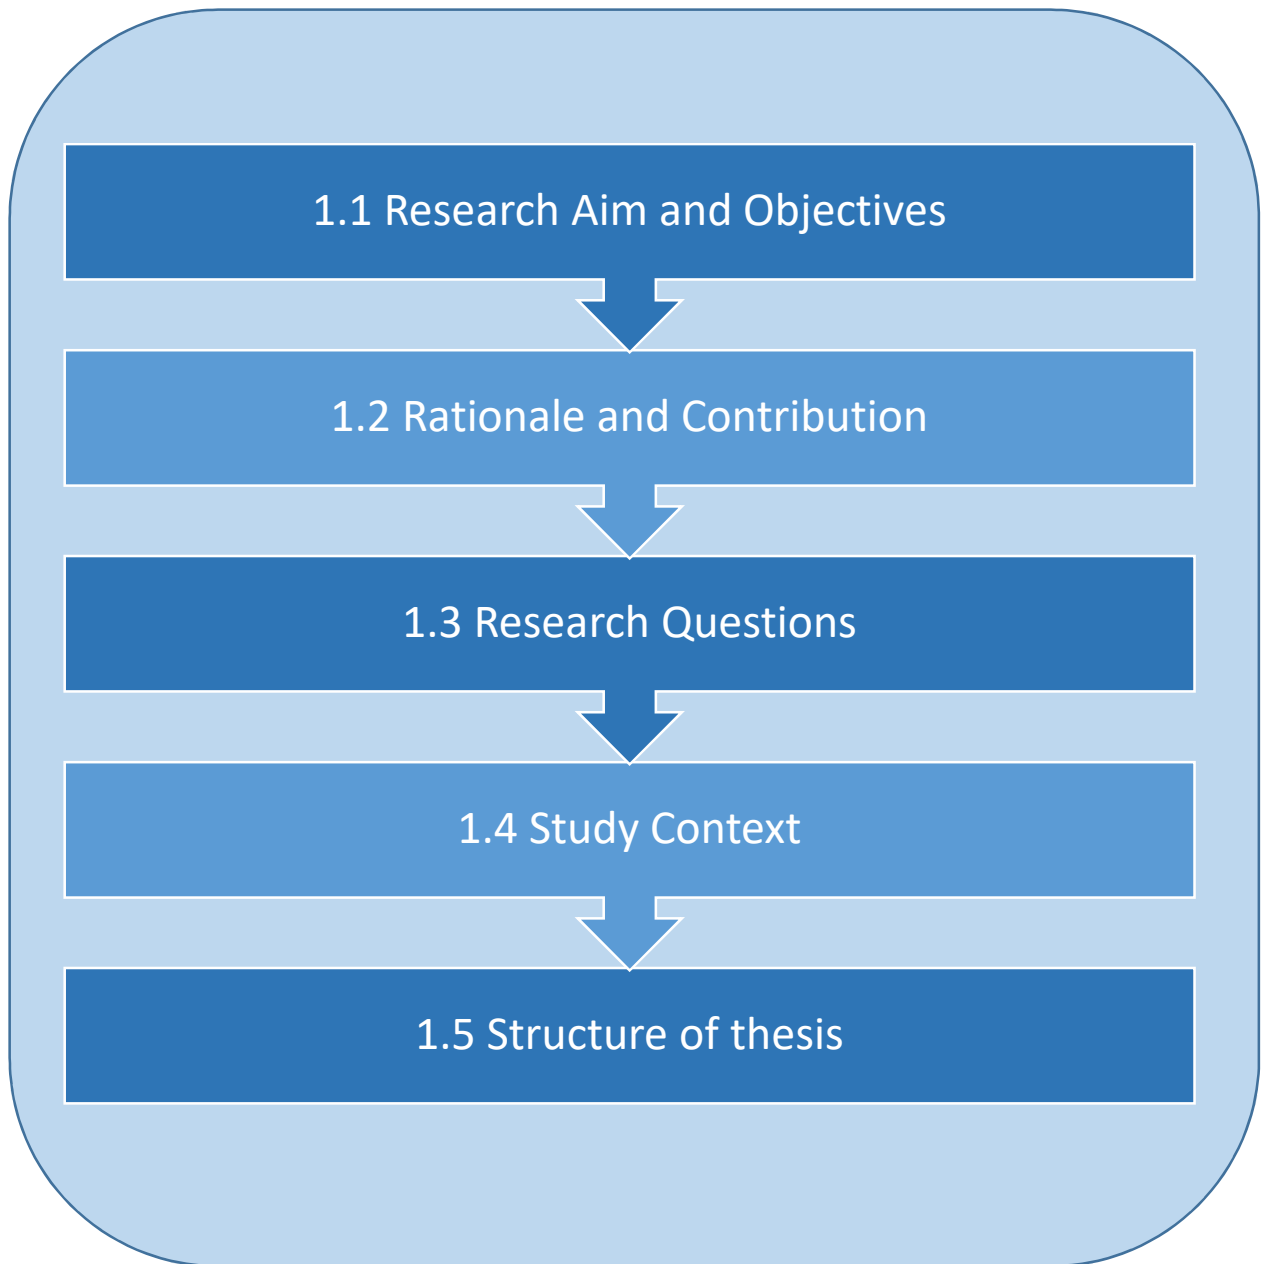 1.1 Research Aim and Objectives
1.2 Rationale and Contribution
1.3 Research Questions
1.4 Study Context
1.5 Structure of thesis